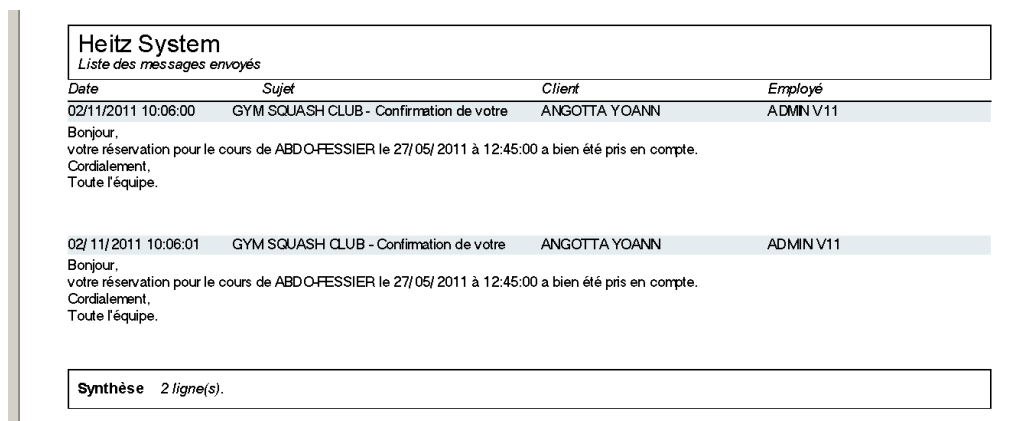 Heitz System
Liste des messages envoyés
Date Sujet Client Employé
02/11/2011 10:06:00 GYM SQUASH CLUB - Confirmation de votre ANGOTTA YOANN ADMIN V11
Bonjour,
votre réservation pour le cours de ABDO-FESSIER le 27/05/2011 à 12:45:00 a bien été pris en compte.
Cordialement,
Toute l'équipe.
02/11/2011 10:06:01 GYM SQUASH CLUB - Confirmation de votre ANGOTTA YOANN ADMIN V11
Bonjour,
votre réservation pour le cours de ABDO-FESSIER le 27/05/2011 à 12:45:00 a bien été pris en compte.
Cordialement,
Toute l'équipe.
Synthèse 2 ligne(s).